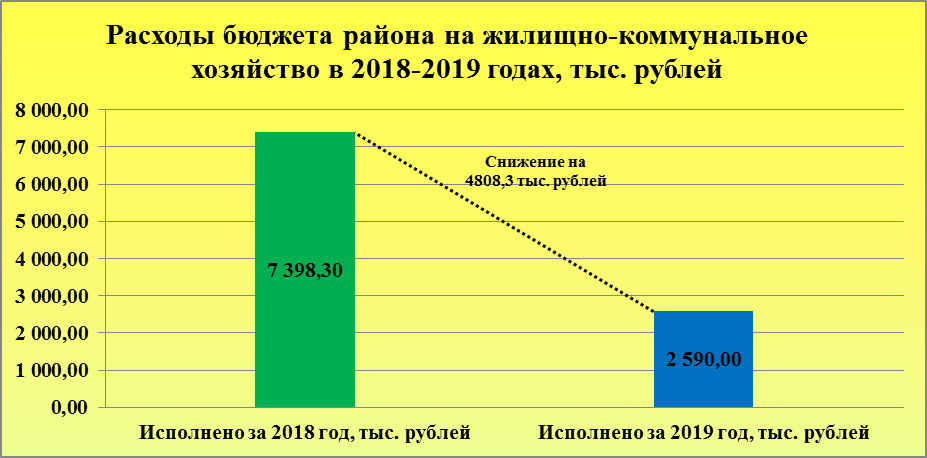 Расходы бюджета района на жилищно-коммунальное
хозяйство в 2018-2019 годах, тыс. рублей
8 000,00
7 000,00
6 000,00
5 000,00
4 000,00
3 000,00
2 000,00
1 000,00
0,00
Снижение на
4808,3 тыс. рублей
7 398,30
2 590,00
Исполнено за 2018 год, тыс. рублей
Исполнено за 2019 год, тыс. рублей